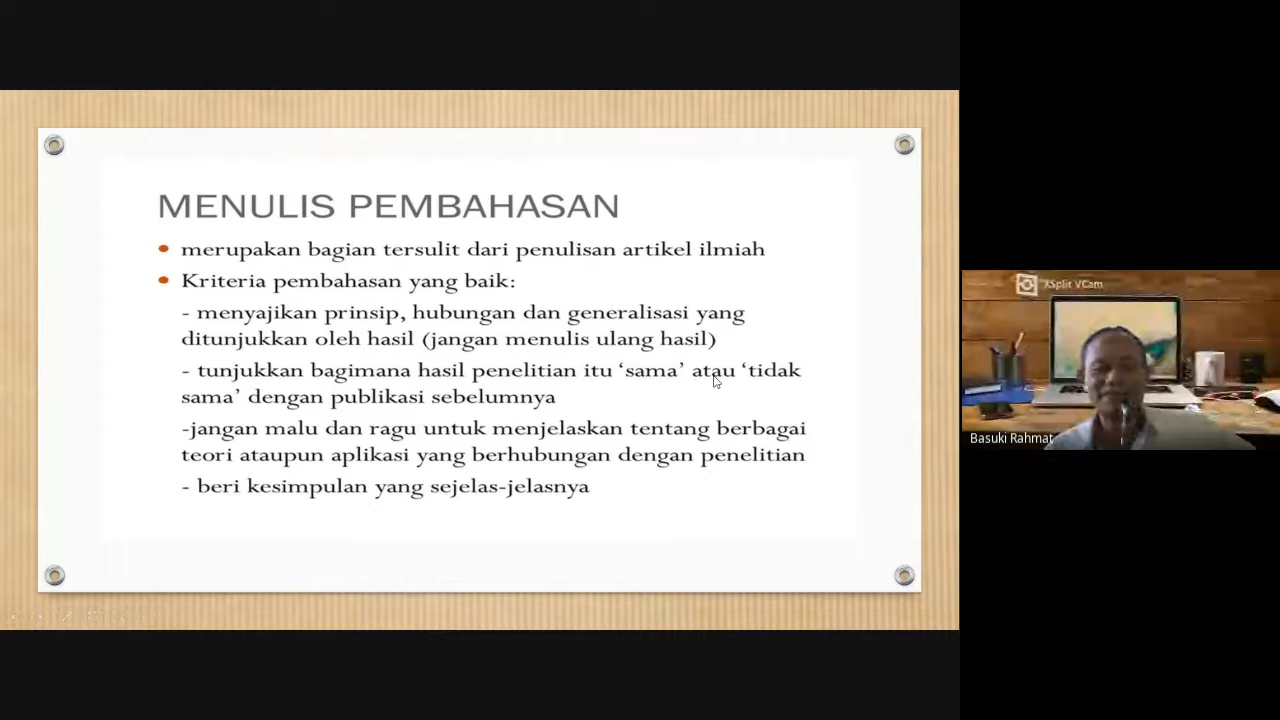 MENULIS PEMBAHASAN
• merupakan bagian tersulit dari penulisan artikel ilmiah
• Kriteria pembahasan yang baik:
- menyajikan prinsip, hubungan dan generalisasi yang
ditunjukkan oleh hasil (jangan menulis ulang hasil)
- tunjukkan bagimana hasil penelitian itu ‘sama’ atau ‘tidak
sama’ dengan publikasi sebelumnya
-jangan malu dan ragu untuk menjelaskan tentang berbagai
teori ataupun aplikasi yang berhubungan dengan penelitian
- beri kesimpulan yang sejelas-jelasnya
XSplit VCam
Basuki Rahmat